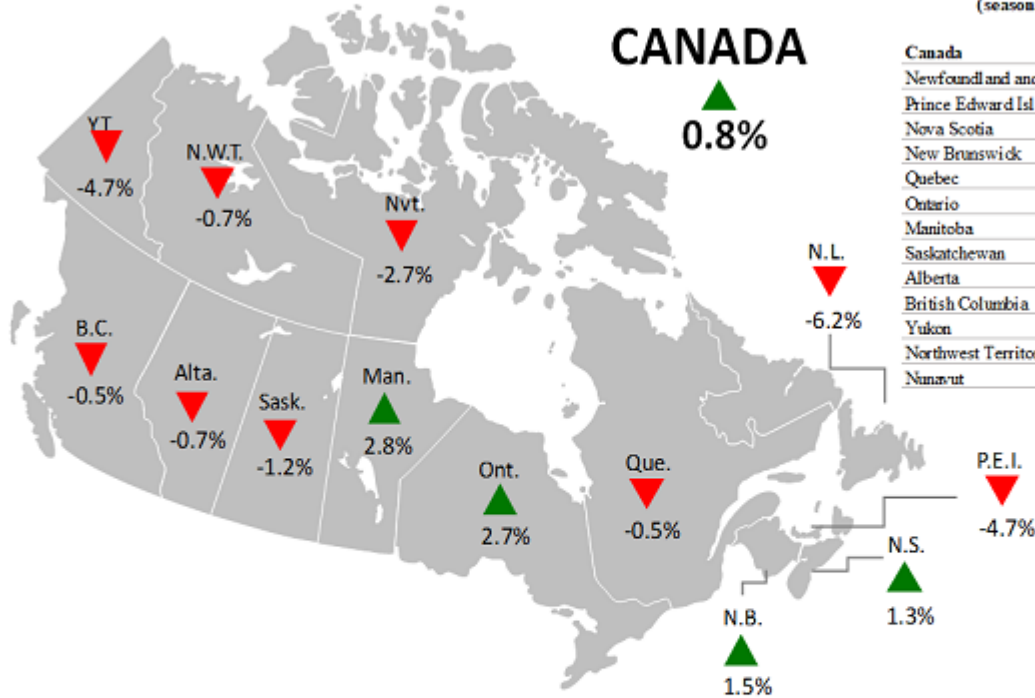 (season
CANADA
0.8%
Canada
Newfoundland and
Prince Edward Isl
Nova Scotia
New Brunswick
Quebec
Ontario
Manitoba
Saskatchewan
Alberta
British Columbia
Yukon
Northwest Territo
Nunavut
YT
-4.7%
N.W.T.
-0.7%
Nvt.
-2.7%
N.L.
-6.2%
B.C.
-0.5%
Alta.
-0.7%
Sask.
-1.2%
Man.
2.8%
Ont.
2.7%
Que.
-0.5%
P.E.I.
-4.7%
N.S.
1.3%
N.B.
1.5%